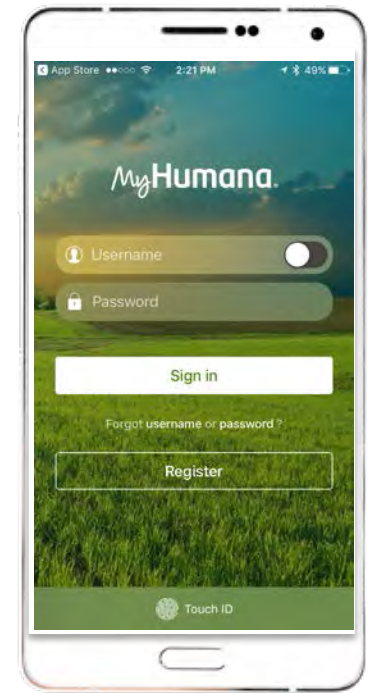 App Store 2:21 PM 49%
MyHumana.
Username
Password
Sign in
Forgot username or password ?
Register
Touch ID